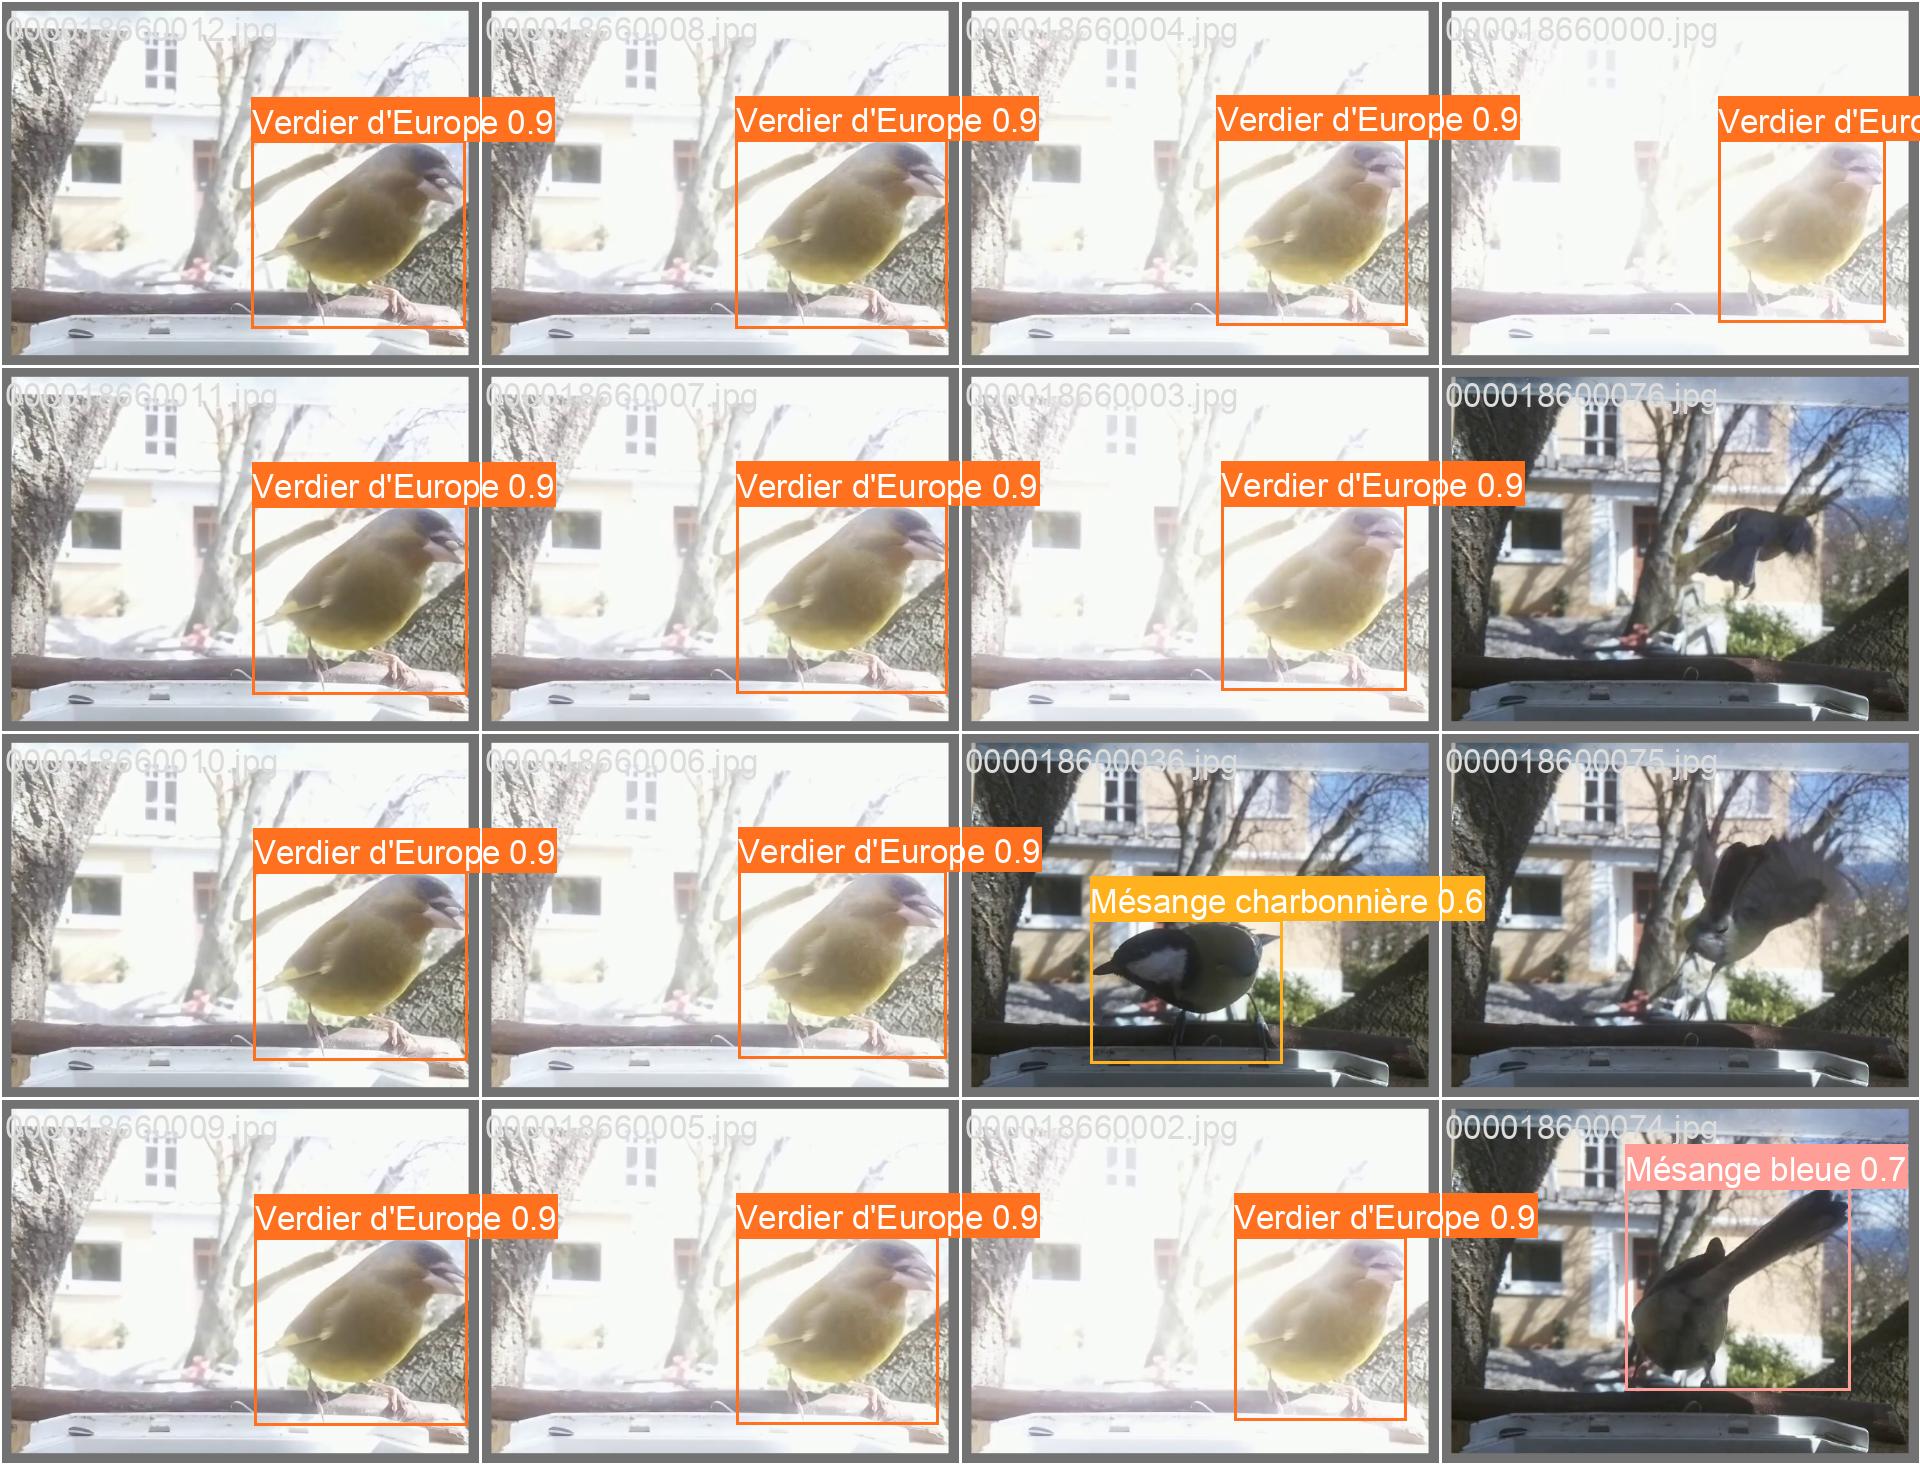 000018660012.jpg
000018660008.jpg
000018660004.jpg
000018660000.jpg
Verdier d'Europe 0.9
Verdier d'Europe 0.9
Verdier d'Europe 0.9
Verdier d'Euro
000018660011.jpg
000018660007.jpg
000018660003.jpg
000018600076.jpg
Verdier d'Europe 0.9
Verdier d'Europe 0.9
Verdier d'Europe 0.9
000018660010.jpg
000018660006.jpg
000018600036.jpg
000018600075.jpg
Verdier d'Europe 0.9
Verdier d'Europe 0.9
Mésange charbonnière 0.6
000018660009.jpg
000018660005.jpg
000018660002.jpg
000018600074.jpg
Verdier d'Europe 0.9
Verdier d'Europe 0.9
Verdier d'Europe 0.9
Mésange bleue 0.7